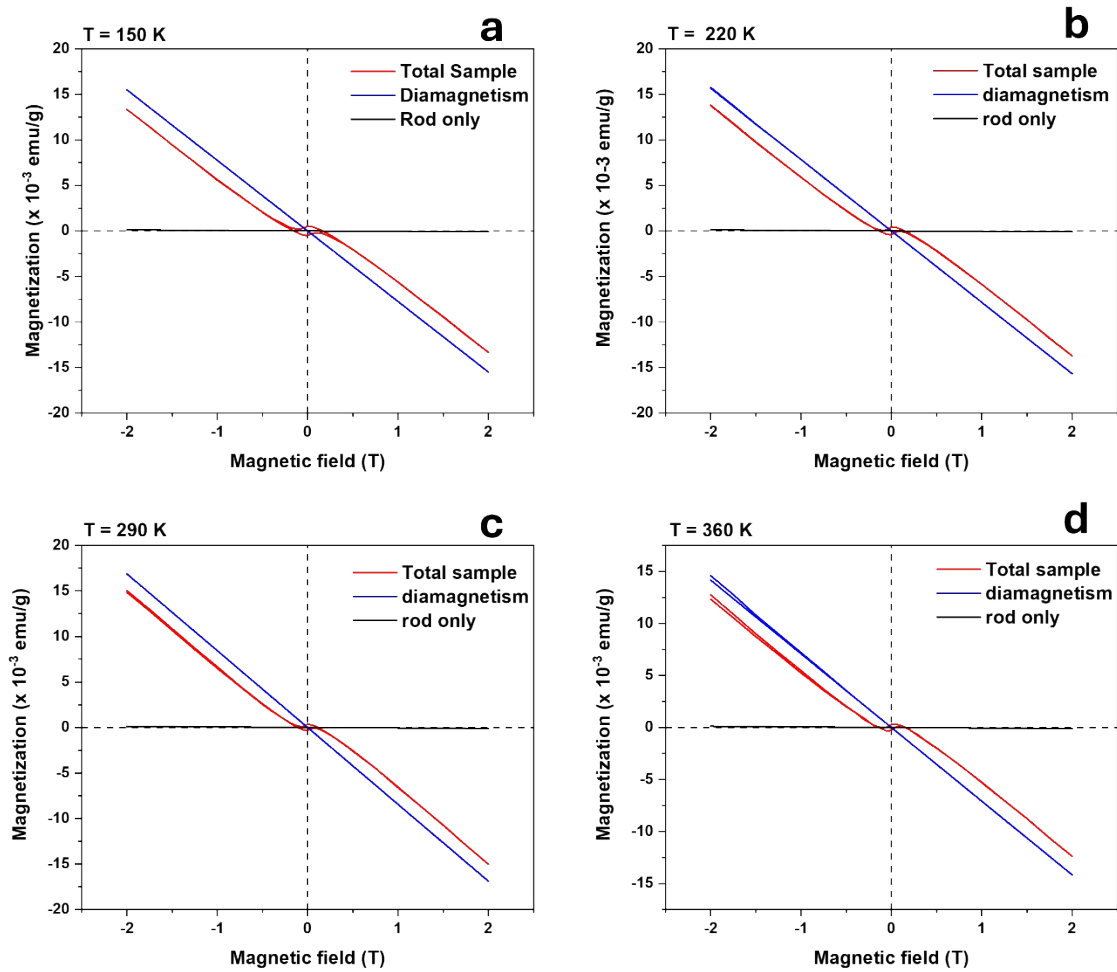 T = 150 K
a
Total Sample
Diamagnetism
Rod only
20
15
10
5
0
-5
-10
-15
-20
-2
-1
0
1
2
Magnetization (x 10⁻³ emu/g)
Magnetic field (T)
T = 220 K
b
Total sample
diamagnetism
rod only
20
15
10
5
0
-5
-10
-15
-20
-2
-1
0
1
2
Magnetization (x 10-3 emu/g)
Magnetic field (T)
T = 290 K
c
Total sample
diamagnetism
rod only
20
15
10
5
0
-5
-10
-15
-20
-2
-1
0
1
2
Magnetization (x 10⁻³ emu/g)
Magnetic field (T)
T = 360 K
d
Total sample
diamagnetism
rod only
15
10
5
0
-5
-10
-15
-2
-1
0
1
2
Magnetization (x 10⁻³ emu/g)
Magnetic field (T)